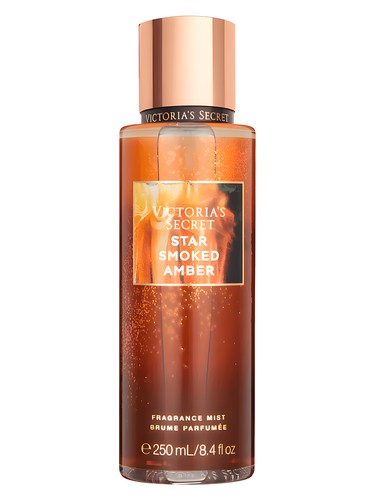 VICTORIA'S SECRET
VICTORIA'S
SECRET
STAR
SMOKED
AMBER
FRAGRANCE MIST
BRUME PARFUMÉE
℮ 250 mL/8.4 fl oz